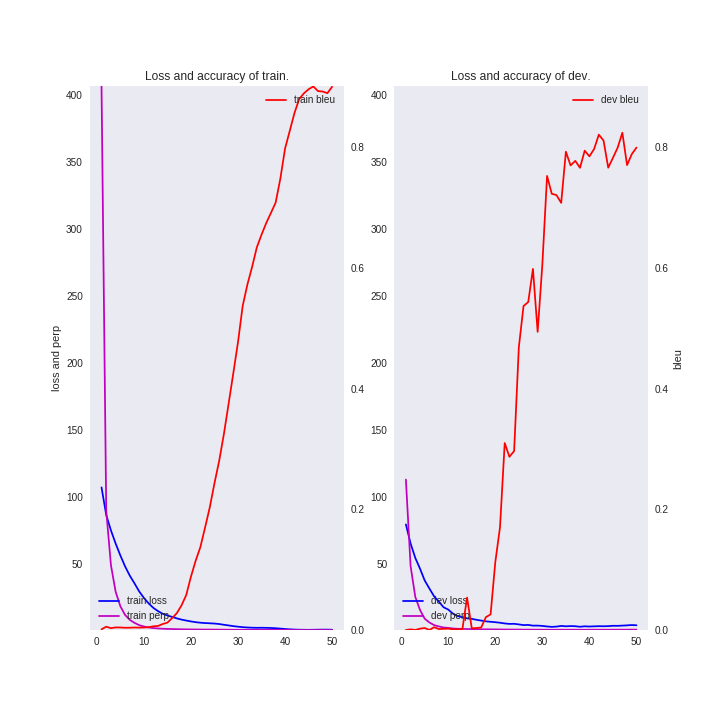 Loss and accuracy of train.
Loss and accuracy of dev.
train bleu
dev bleu
400
350
300
250
200
150
100
50
loss and perp
0.8
0.6
0.4
0.2
0.0
400
350
300
250
200
150
100
50
0.8
0.6
0.4
0.2
0.0
bleu
train loss
train perp
dev loss
dev perp
0 10 20 30 40 50
0 10 20 30 40 50